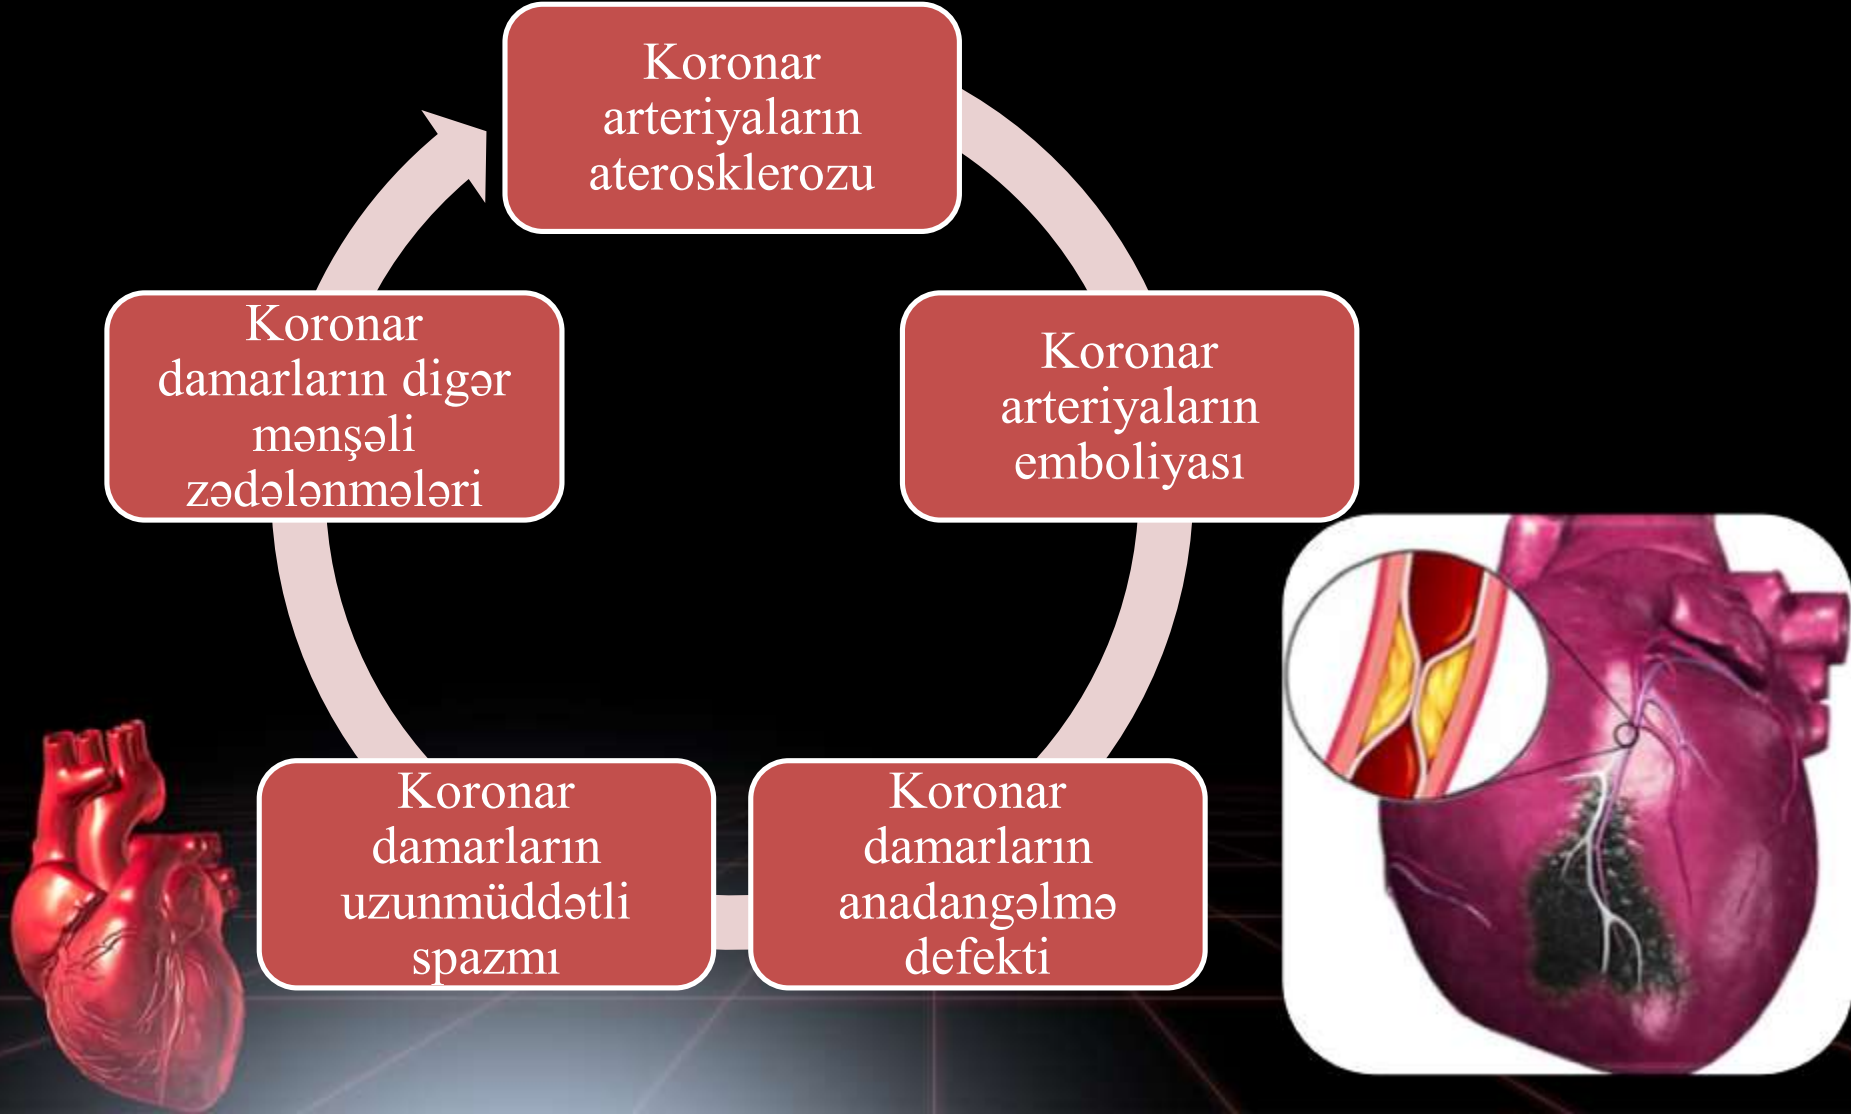 Koronar
arteriyaların
aterosklerozu
Koronar
arteriyaların
emboliyası
Koronar
damarların
anadangəlmə
defekti
Koronar
damarların
uzunmüddətli
spazmı
Koronar
damarların digər
mənşəli
zədələnmələri